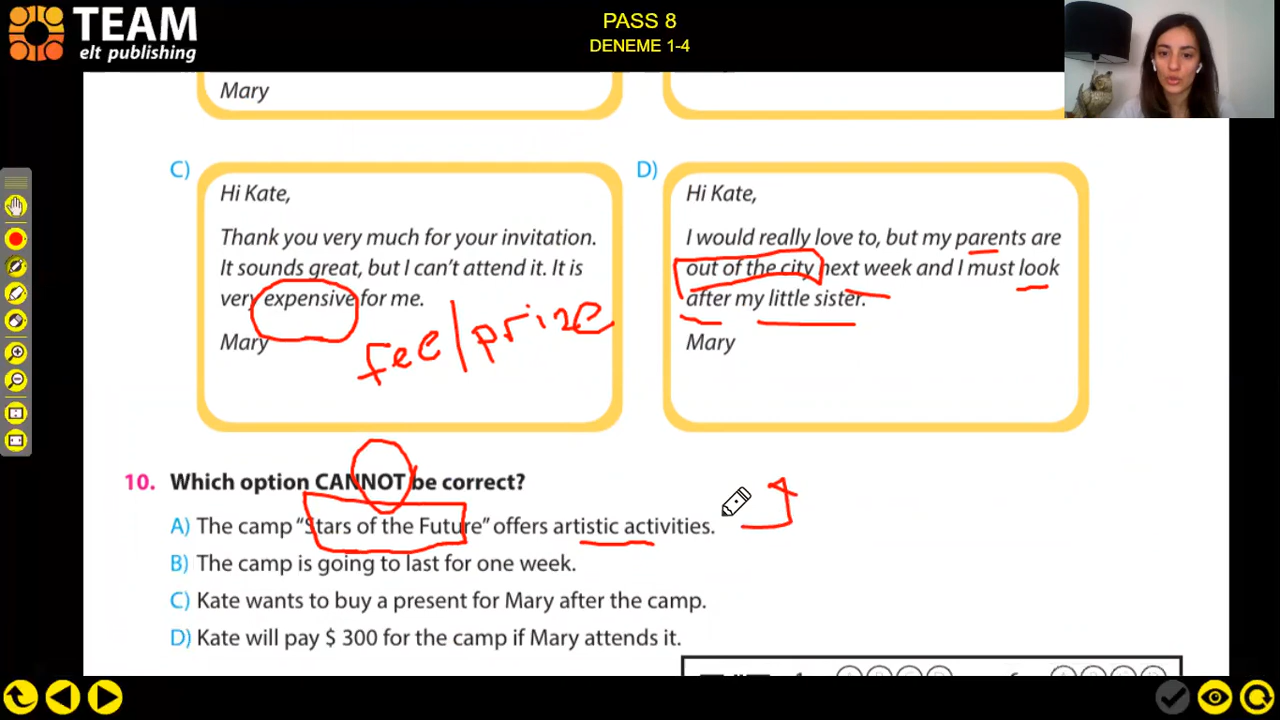 TEAM
elt publishing
PASS 8
DENEME 1-4
Mary
C)
Hi Kate,
Thank you very much for your invitation.
It sounds great, but I can't attend it. It is
very expensive for me.
Mary
fee/prize
D)
Hi Kate,
I would really love to, but my parents are
out of the city next week and I must look
after my little sister.
Mary
10. Which option CANNOT be correct?
A) The camp "Stars of the Future" offers artistic activities.
B) The camp is going to last for one week.
C) Kate wants to buy a present for Mary after the camp.
D) Kate will pay $ 300 for the camp if Mary attends it.